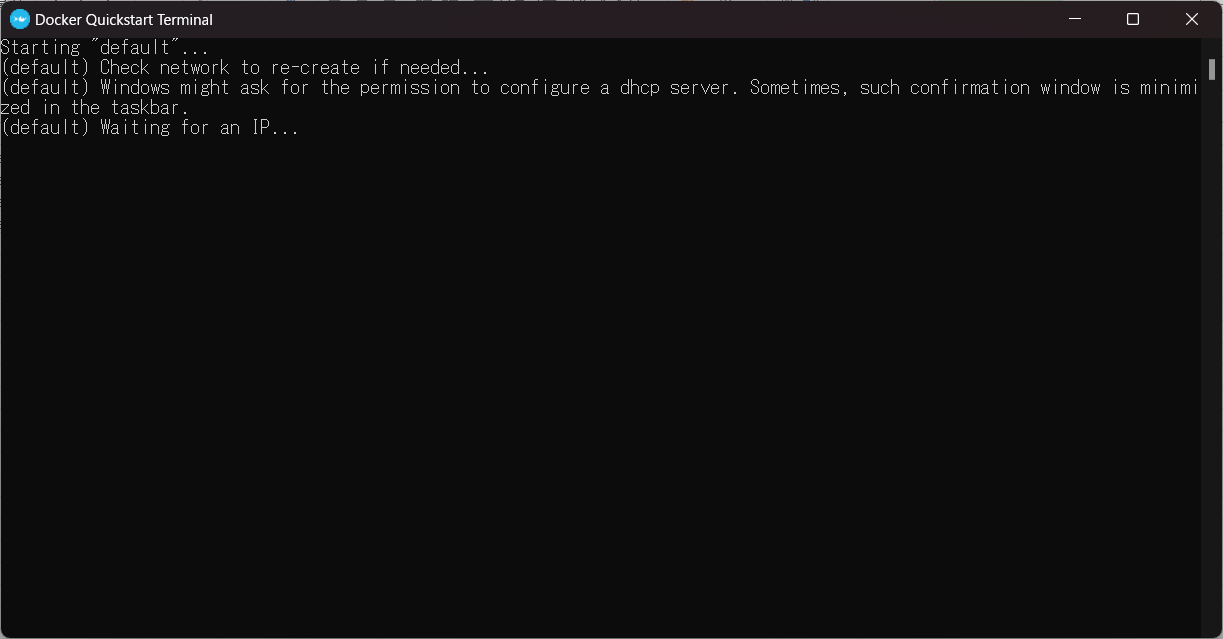 Docker Quickstart Terminal
Starting "default"...
(default) Check network to re-create if needed...
(default) Windows might ask for the permission to configure a dhcp server. Sometimes, such confirmation window is minimi
zed in the taskbar.
(default) Waiting for an IP...